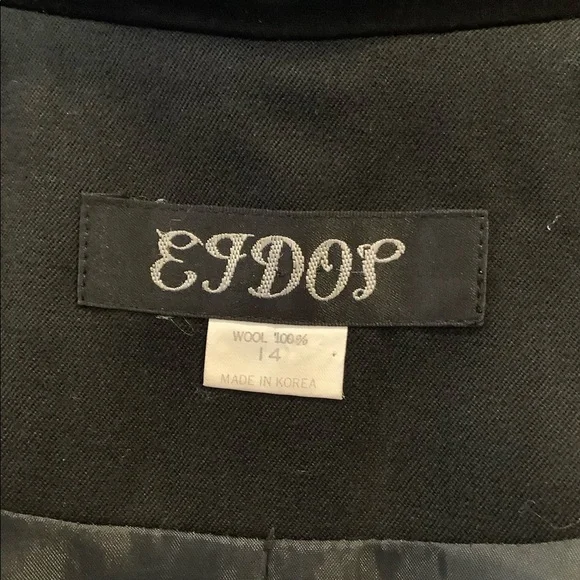 EIDOS
WOOL 100%
14
MADE IN KOREA